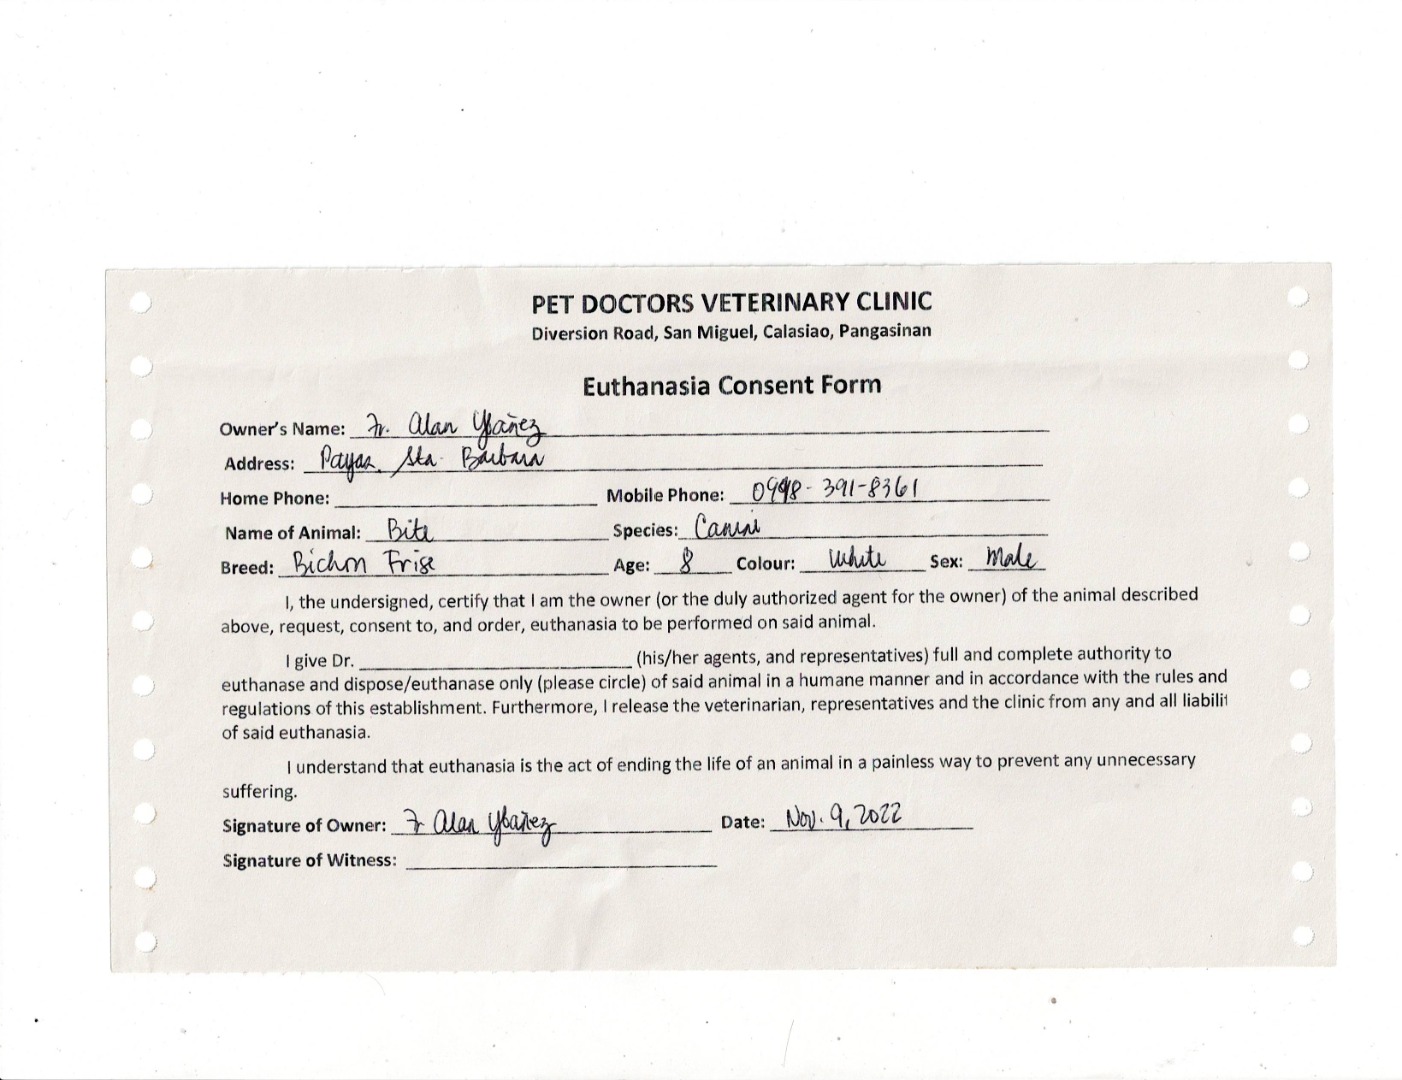 PET DOCTORS VETERINARY CLINIC
Diversion Road, San Miguel, Calasiao, Pangasinan
Euthanasia Consent Form
Owner's Name: Fr. Alan Ybañez
Address: Payas, Sta. Barbara
Home Phone: Mobile Phone: 0998-391-8361
Name of Animal: Bite Species: Canine
Breed: Bichon Frise Age: 8 Colour: White Sex: Male
I, the undersigned, certify that I am the owner (or the duly authorized agent for the owner) of the animal described
above, request, consent to, and order, euthanasia to be performed on said animal.
I give Dr. (his/her agents, and representatives) full and complete authority to
euthanase and dispose/euthanase only (please circle) of said animal in a humane manner and in accordance with the rules and
regulations of this establishment. Furthermore, I release the veterinarian, representatives and the clinic from any and all liabilit
of said euthanasia.
I understand that euthanasia is the act of ending the life of an animal in a painless way to prevent any unnecessary
suffering.
Signature of Owner: Fr Alan Ybañez Date: Nov. 9, 2022
Signature of Witness: